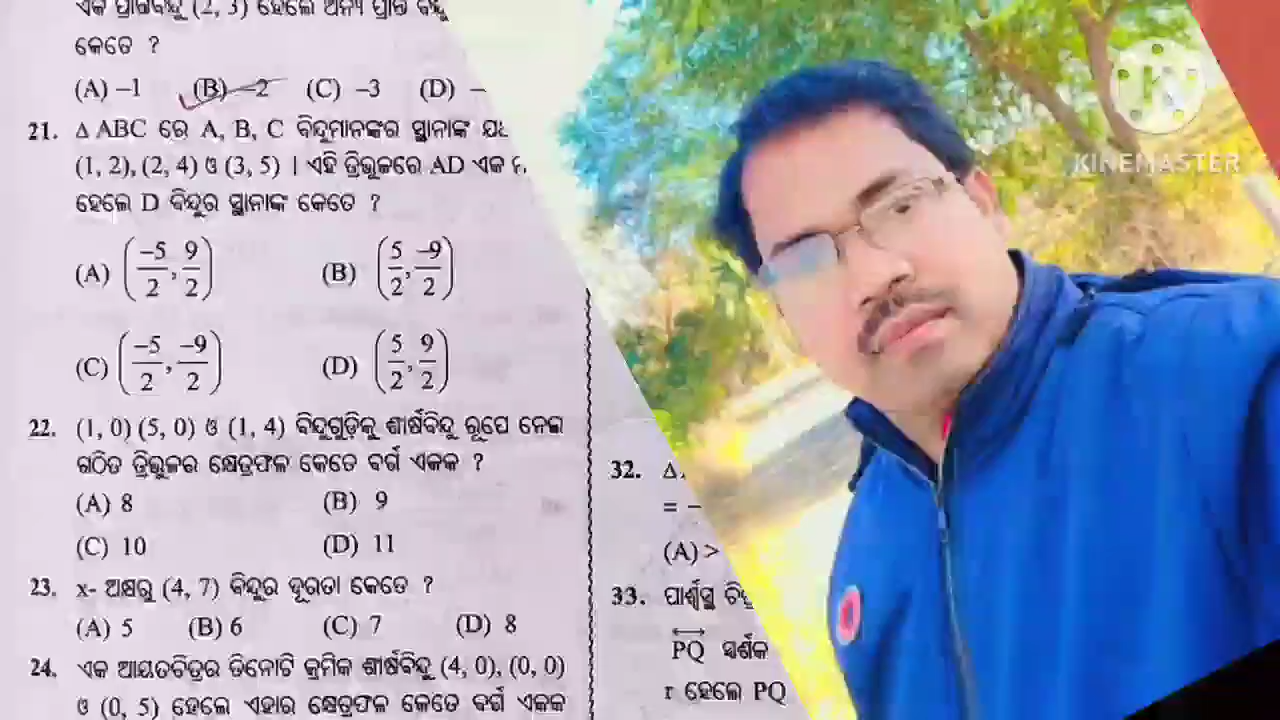 ଏକ ପ୍ରାନ୍ତବିନ୍ଦୁ (2, 3) ହେଲେ ଅନ୍ୟ ପ୍ରାନ୍ତ ବିନ୍ଦୁ
କେତେ ?
(A) –1 (B) –2 (C) –3 (D) –
21. Δ ABC ରେ A, B, C ବିନ୍ଦୁମାନଙ୍କର ସ୍ଥାନାଙ୍କ
(1, 2), (2, 4) ଓ (3, 5) । ଏହି ତ୍ରିଭୁଜରେ AD ଏକ
ହେଲେ D ବିନ୍ଦୁର ସ୍ଥାନାଙ୍କ କେତେ ?
(A) (–5/2, 9/2) (B) (5/2, –9/2)
(C) (–5/2, –9/2) (D) (5/2, 9/2)
22. (1, 0) (5, 0) ଓ (1, 4) ବିନ୍ଦୁଗୁଡ଼ିକୁ ଶୀର୍ଷବିନ୍ଦୁ ରୂପେ ନେଇ
ଗଠିତ ତ୍ରିଭୁଜର କ୍ଷେତ୍ରଫଳ କେତେ ବର୍ଗ ଏକକ ?
(A) 8 (B) 9
(C) 10 (D) 11
23. x- ଅକ୍ଷରୁ (4, 7) ବିନ୍ଦୁର ଦୂରତା କେତେ ?
(A) 5 (B) 6 (C) 7 (D) 8
24. ଏକ ଆୟତଚିତ୍ରର ତିନୋଟି କ୍ରମିକ ଶୀର୍ଷବିନ୍ଦୁ (4, 0), (0, 0)
ଓ (0, 5) ହେଲେ ଏହାର କ୍ଷେତ୍ରଫଳ କେତେ ବର୍ଗ ଏକକ
32. Δ
= –
(A) >
33. ପାର୍ଶ୍ୱସ୍ଥ
PQ ସ୍ପର୍ଶକ
r ହେଲେ PQ
KINEMASTER